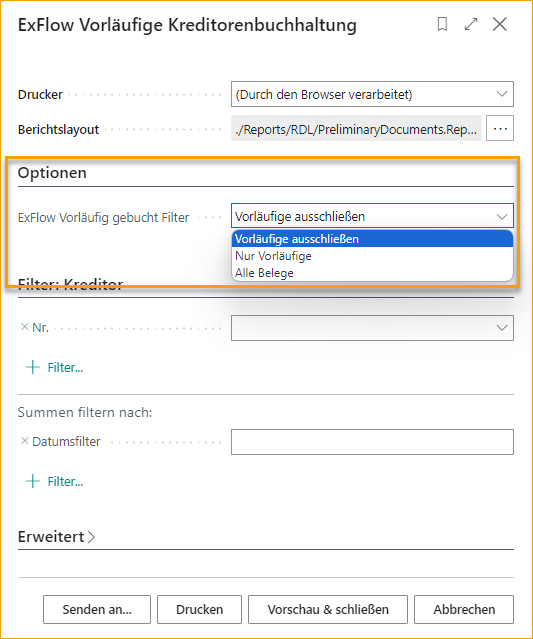 ExFlow Vorläufige Kreditorenbuchhaltung
Drucker (Durch den Browser verarbeitet)
Berichtslayout ./Reports/RDL/PreliminaryDocuments.Rep... ...
Optionen
ExFlow Vorläufig gebucht Filter Vorläufige ausschließen
Vorläufige ausschließen
Nur Vorläufige
Alle Belege
Filter: Kreditor
Nr.
Filter...
Summen filtern nach:
Datumsfilter
Filter...
Erweitert
Senden an... Drucken Vorschau & schließen Abbrechen